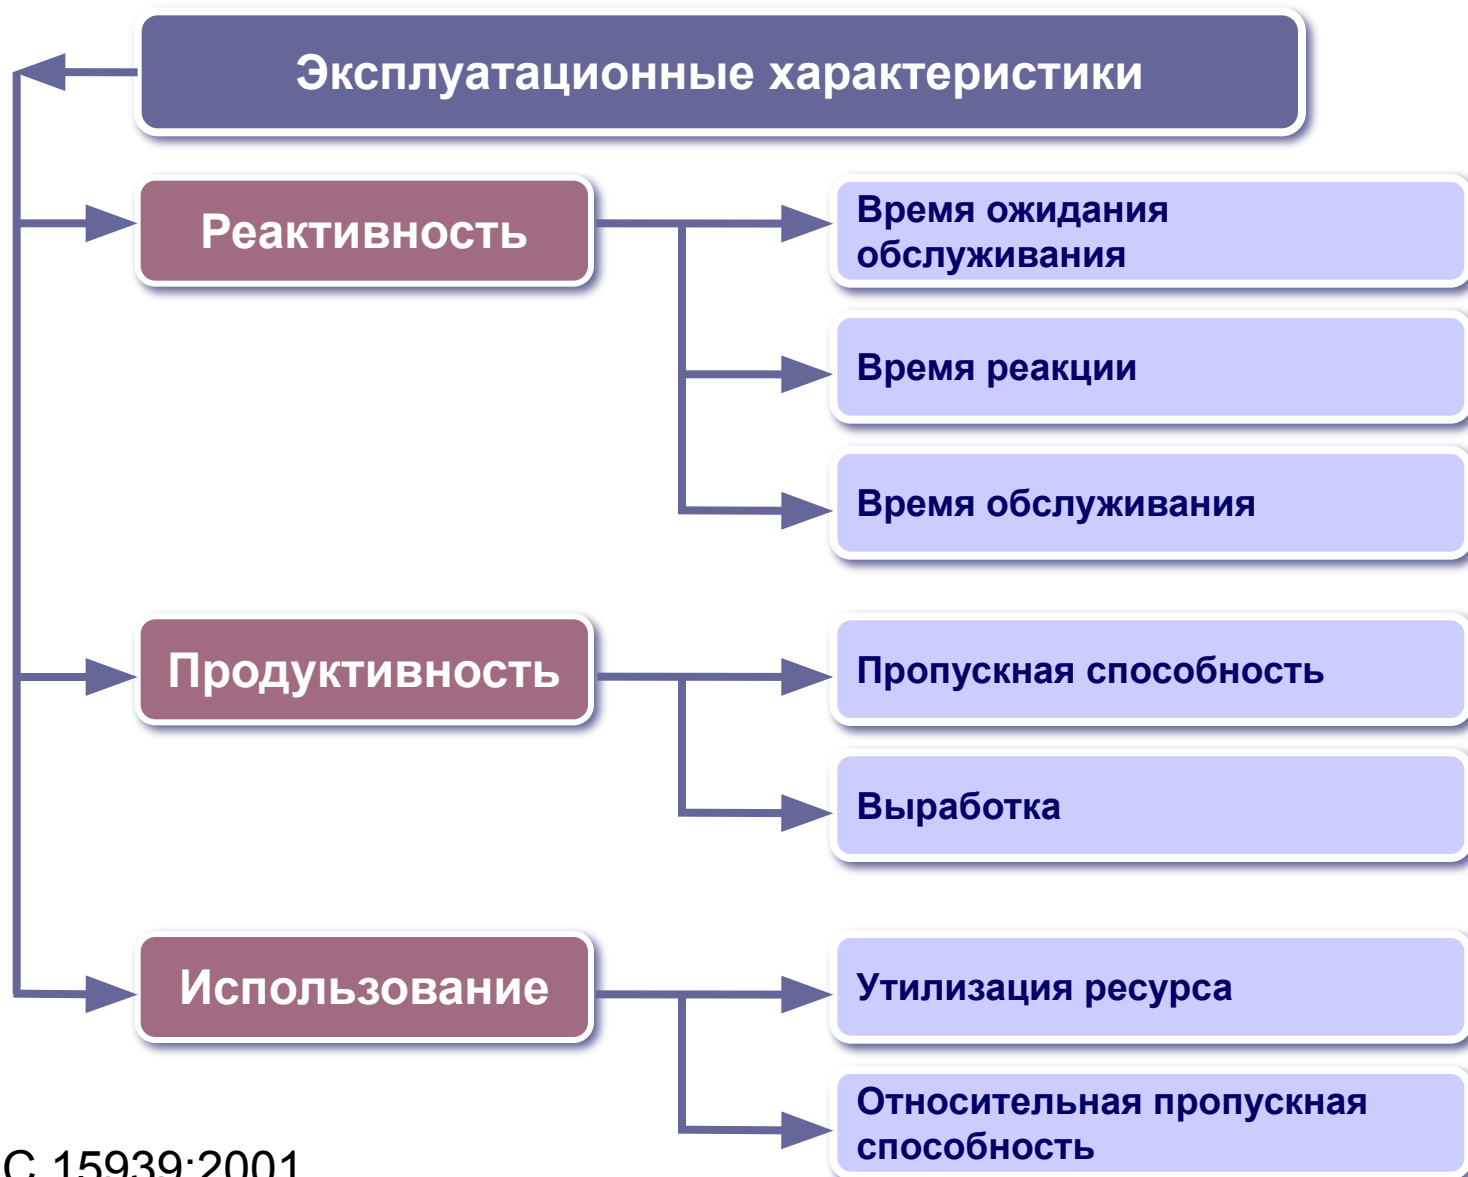 Эксплуатационные характеристики
Реактивность
Время ожидания
обслуживания
Время реакции
Время обслуживания
Продуктивность
Пропускная способность
Выработка
Использование
Утилизация ресурса
Относительная пропускная
способность
С 15939:2001